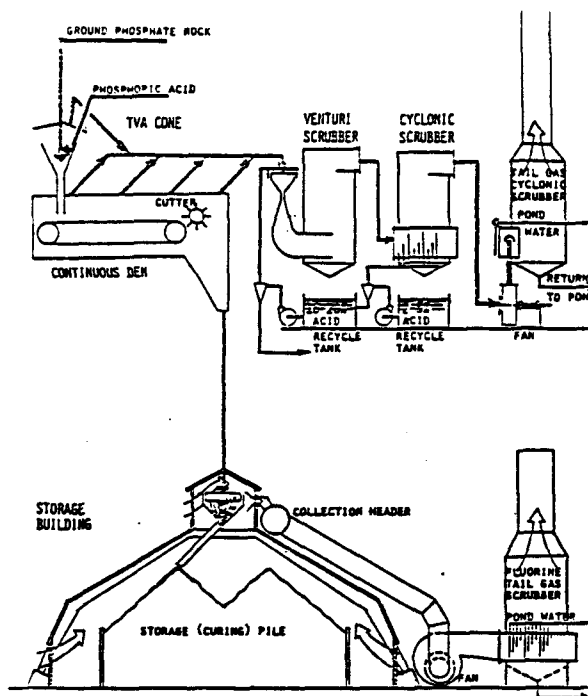 GROUND PHOSPHATE ROCK
PHOSPHOPIC ACID
TVA CONE
VENTURI
SCRUBBER
CYCLONIC
SCRUBBER
TAIL GAS
CYCLONIC
SCRUBBER
CUTTER
POND
WATER
CONTINUOUS DEN
RETURN
TO POND
ACID
RECYCLE
TANK
ACID
RECYCLE
TANK
FAN
STORAGE
BUILDING
COLLECTION HEADER
FLUORINE
TAIL GAS
SCRUBBER
POND WATER
STORAGE (CURING) PILE
FAN